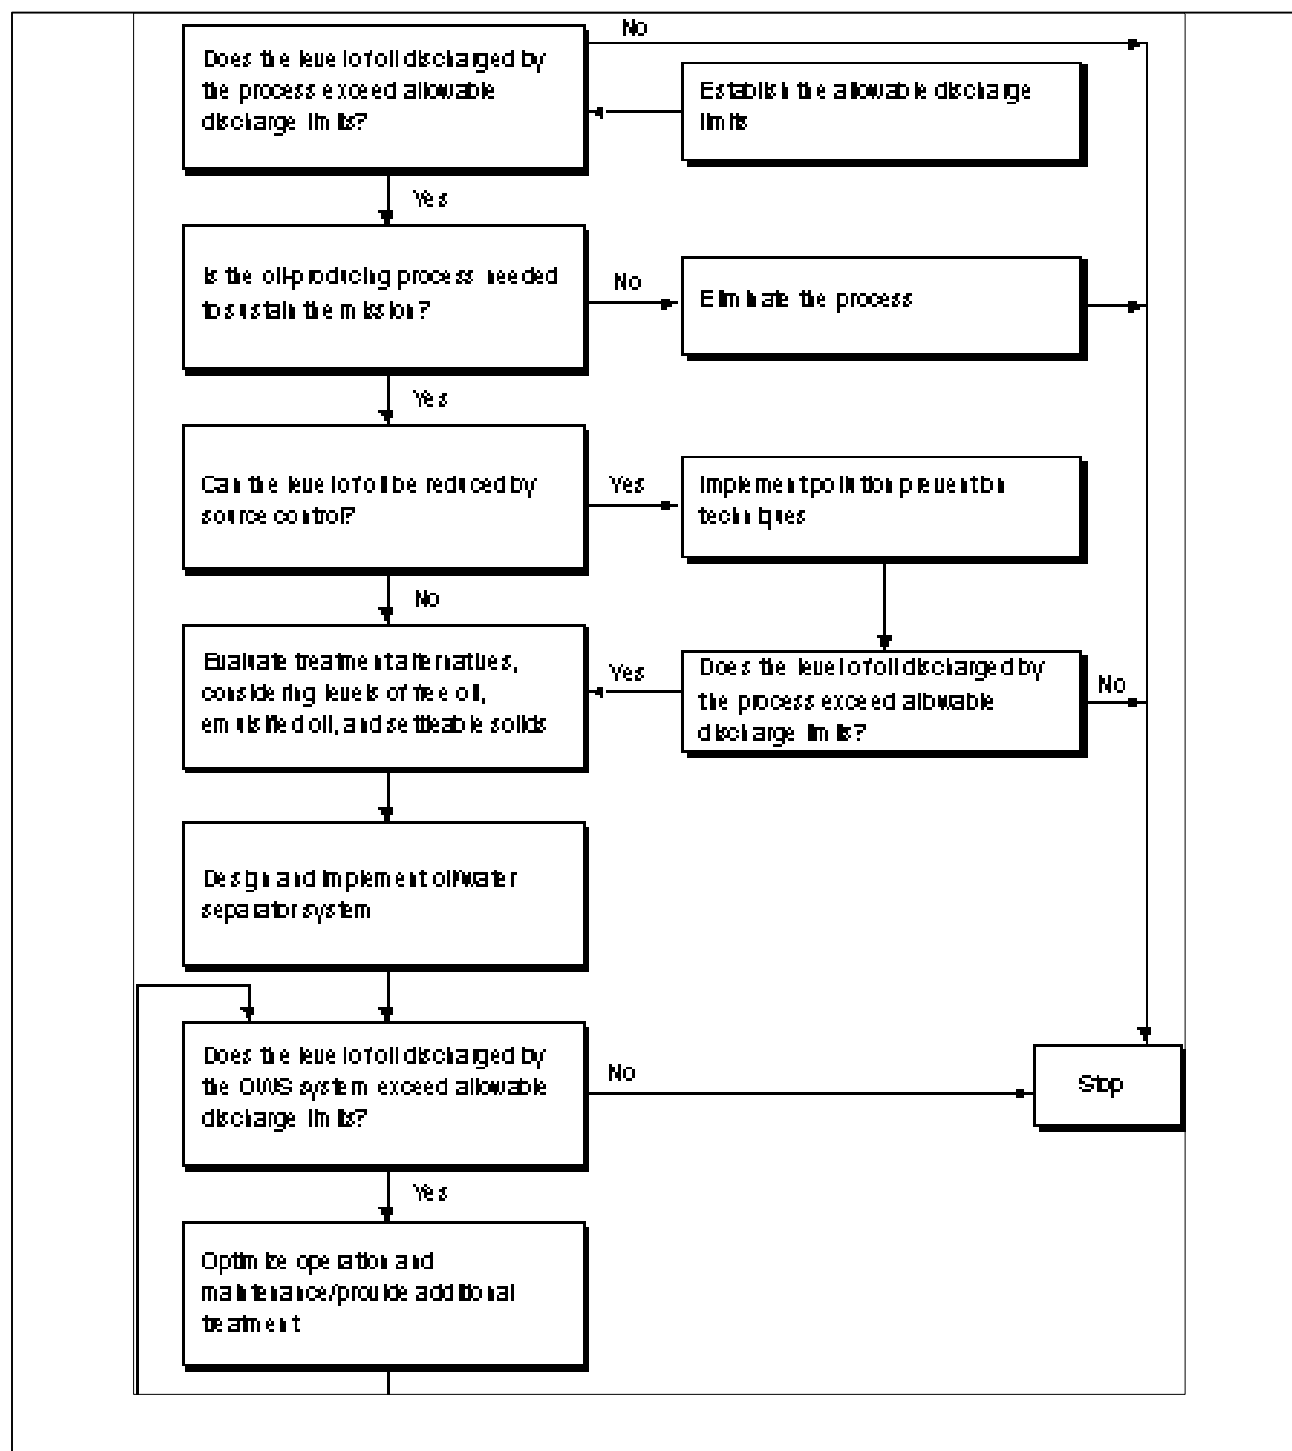 No
Does the level of oil discharged by
the process exceed allowable
discharge limits?
Establish the allowable discharge
limits
Yes
Is the oil-producing process needed
to sustain the mission?
No
Eliminate the process
Yes
Can the level of oil be reduced by
source control?
Yes
Implement pollution prevention
techniques
No
Evaluate treatment alternatives,
considering levels of free oil,
emulsified oil, and settleable solids
Yes
Does the level of oil discharged by
the process exceed allowable
discharge limits?
No
Design and implement oil/water
separator system
Does the level of oil discharged by
the OWS system exceed allowable
discharge limits?
No
Stop
Yes
Optimize operation and
maintenance/provide additional
treatment